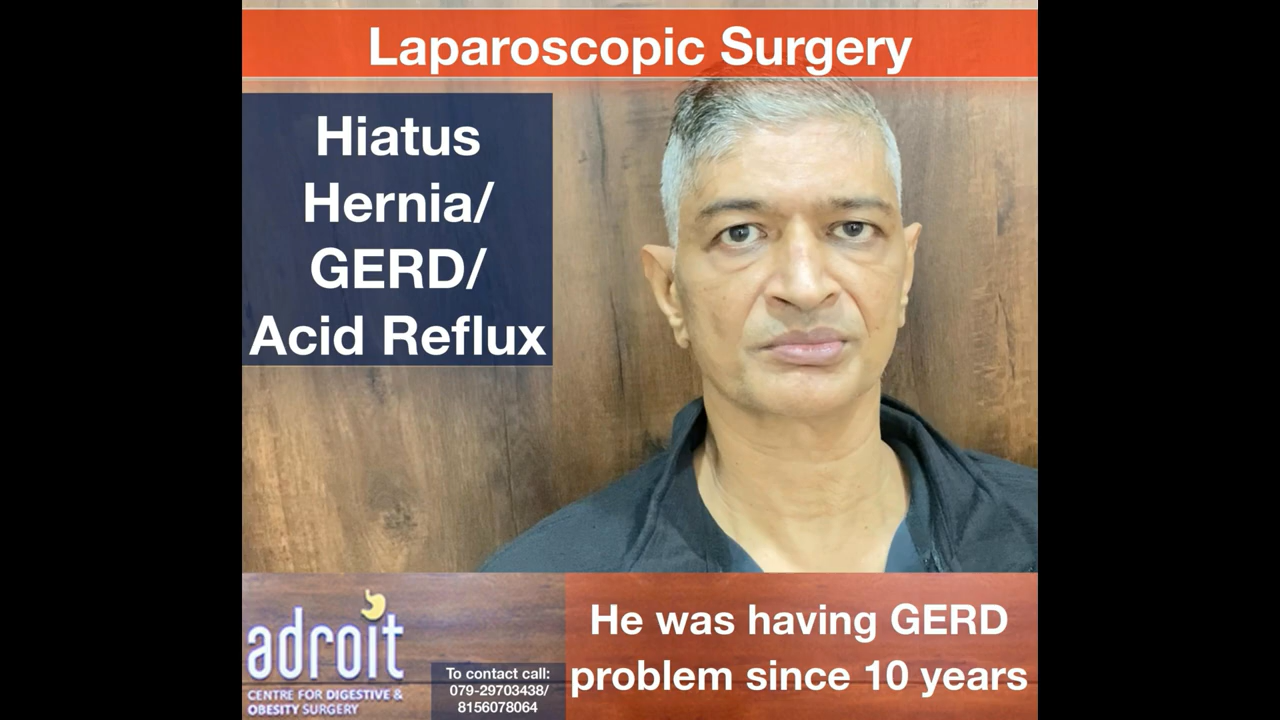 Laparoscopic Surgery
Hiatus
Hernia/
GERD/
Acid Reflux
adroit
CENTRE FOR DIGESTIVE &
OBESITY SURGERY
To contact call:
079-29703438/
8156078064
He was having GERD
problem since 10 years